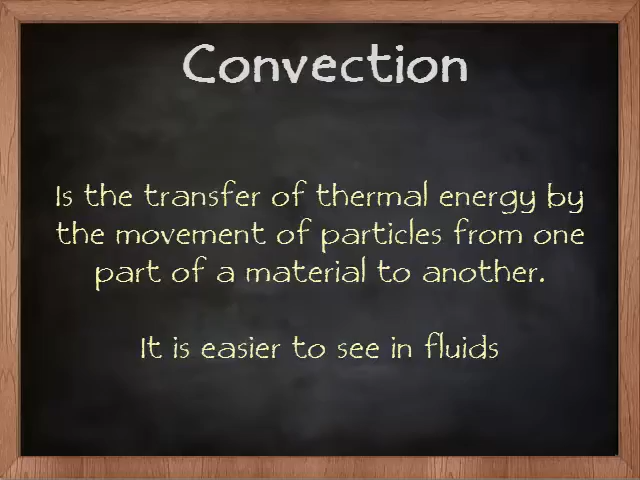 Convection
Is the transfer of thermal energy by
the movement of particles from one
part of a material to another.
It is easier to see in fluids